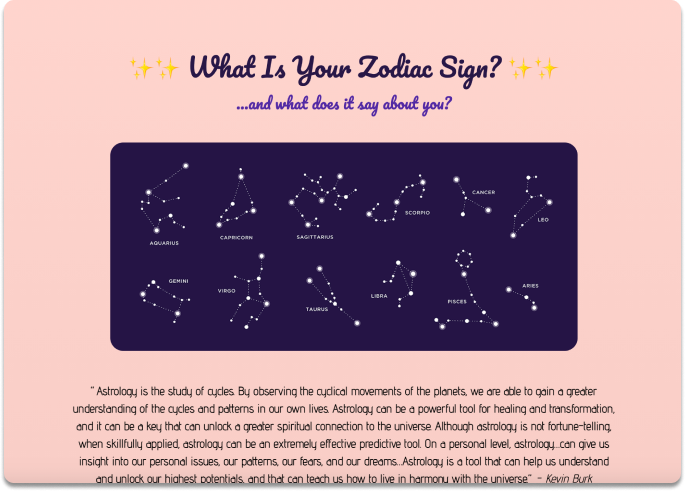 ✨✨ What Is Your Zodiac Sign? ✨✨
...and what does it say about you?
AQUARIUS
CAPRICORN
SAGITTARIUS
SCORPIO
CANCER
LEO
GEMINI
VIRGO
TAURUS
LIBRA
PISCES
ARIES
" Astrology is the study of cycles. By observing the cyclical movements of the planets, we are able to gain a greater
understanding of the cycles and patterns in our own lives. Astrology can be a powerful tool for healing and transformation,
and it can be a key that can unlock a greater spiritual connection to the universe. Although astrology is not fortune-telling,
when skillfully applied, astrology can be an extremely effective predictive tool. On a personal level, astrology...can give us
insight into our personal issues, our patterns, our fears, and our dreams...Astrology is a tool that can help us understand
and unlock our highest potentials, and that can teach us how to live in harmony with the universe." - Kevin Burk